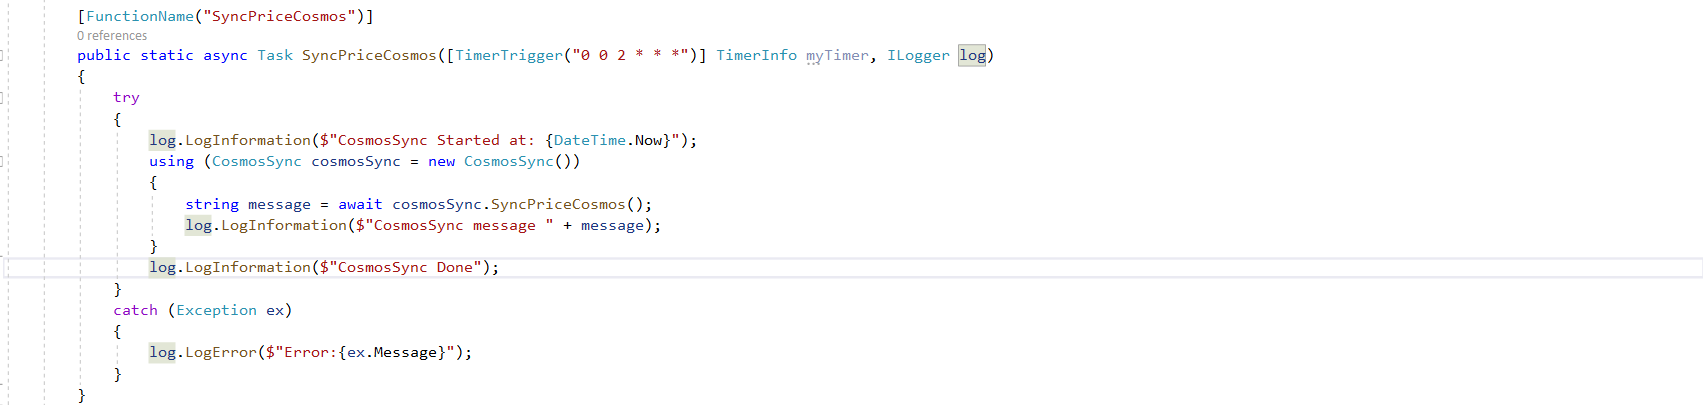 [FunctionName("SyncPriceCosmos")]
0 references
public static async Task SyncPriceCosmos([TimerTrigger("0 0 2 * * *")] TimerInfo myTimer, ILogger log)
{
try
{
log.LogInformation($"CosmosSync Started at: {DateTime.Now}");
using (CosmosSync cosmosSync = new CosmosSync())
{
string message = await cosmosSync.SyncPriceCosmos();
log.LogInformation($"CosmosSync message " + message);
}
log.LogInformation($"CosmosSync Done");
}
catch (Exception ex)
{
log.LogError($"Error:{ex.Message}");
}
}